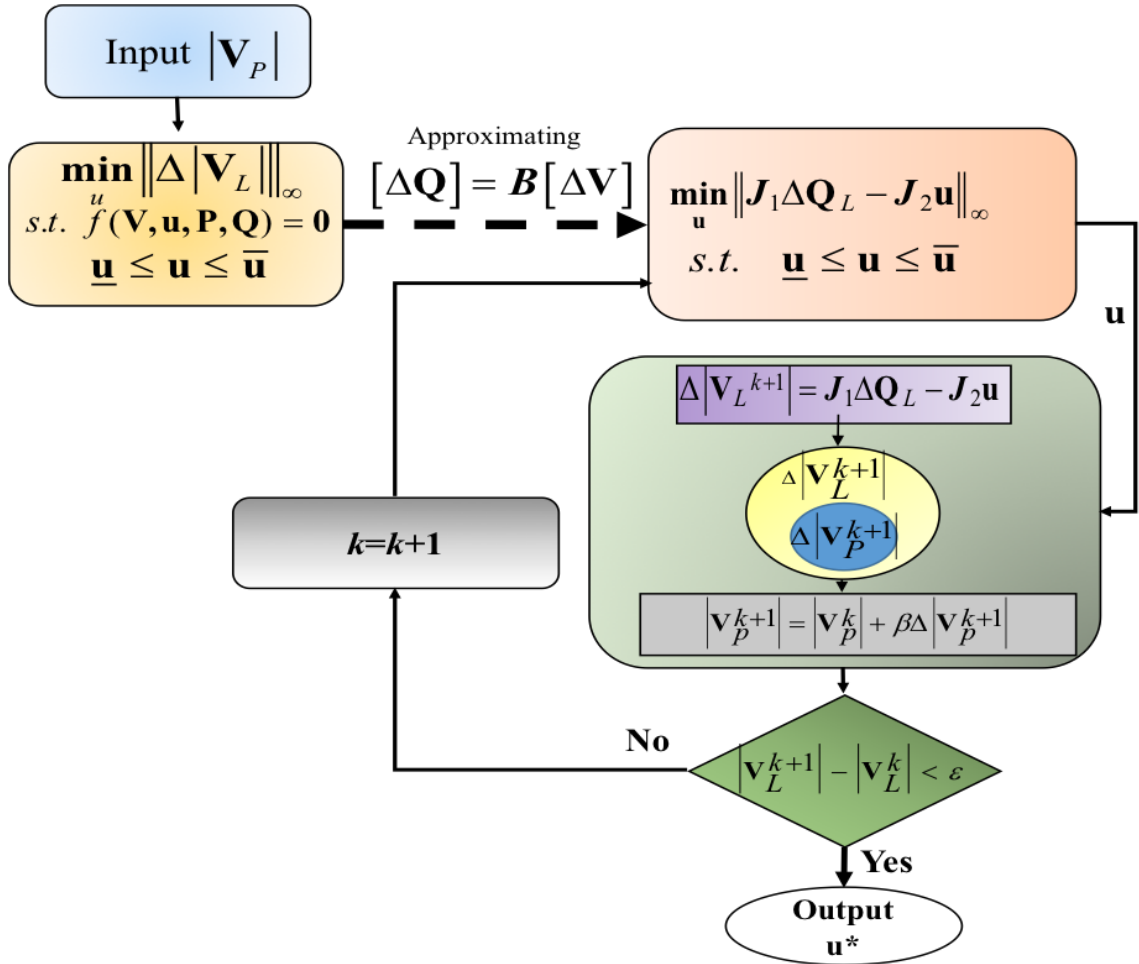 Input |V_P|
min_u ‖Δ|V_L|‖_∞
s.t. f(V, u, P, Q) = 0
u̲ ≤ u ≤ u̅
Approximating
[ΔQ] = B[ΔV]
min_u ‖J_1ΔQ_L − J_2u‖_∞
s.t. u̲ ≤ u ≤ u̅
u
Δ|V_L^{k+1}| = J_1ΔQ_L − J_2u
Δ|V_L^{k+1}|
Δ|V_P^{k+1}|
|V_p^{k+1}| = |V_p^k| + βΔ|V_p^{k+1}|
k=k+1
No
|V_L^{k+1}| − |V_L^k| < ε
Yes
Output
u*